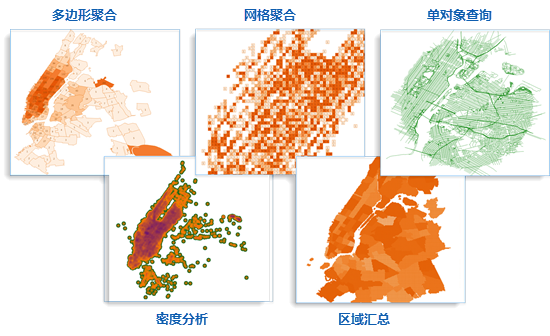 多边形聚合
网格聚合
单对象查询
密度分析
区域汇总